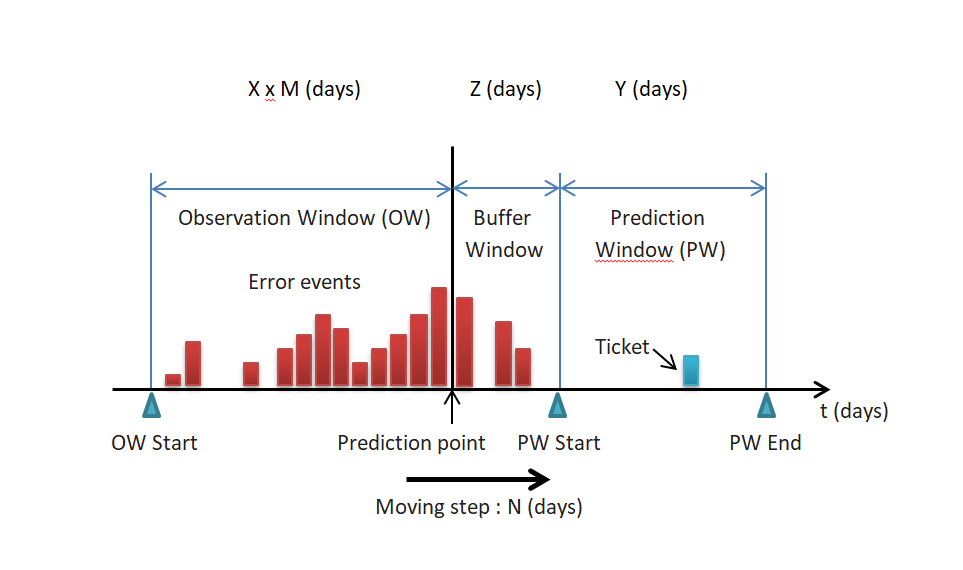 X x M (days)
Z (days)
Y (days)
Observation Window (OW)
Buffer
Window
Prediction
Window (PW)
Error events
Ticket
t (days)
OW Start
Prediction point
PW Start
PW End
Moving step : N (days)